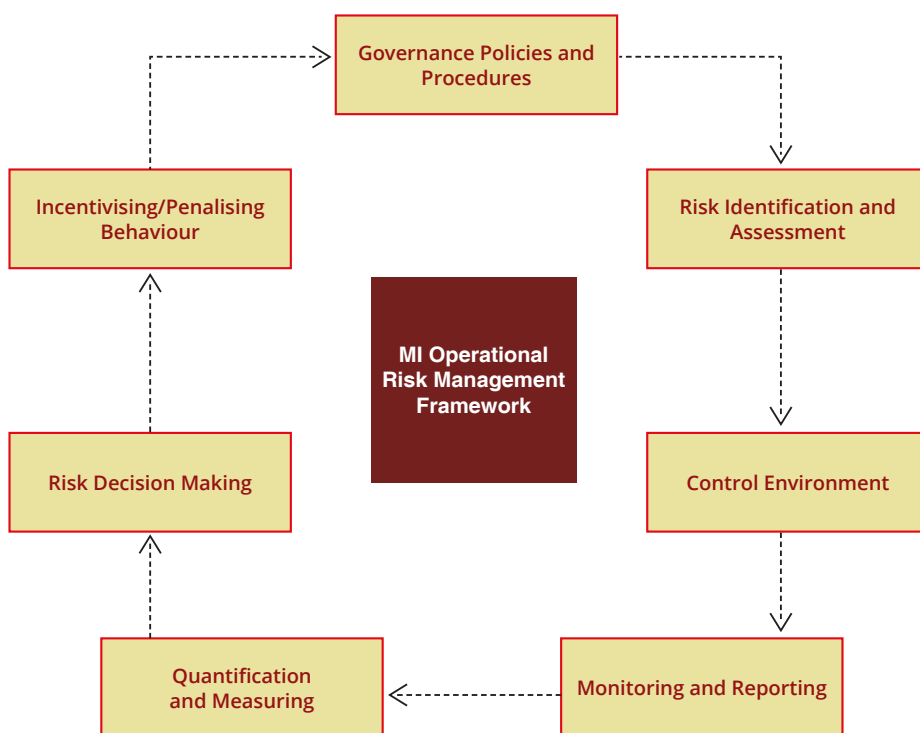 Governance Policies and
Procedures
Incentivising/Penalising
Behaviour
Risk Identification and
Assessment
MI Operational
Risk Management
Framework
Risk Decision Making
Control Environment
Quantification
and Measuring
Monitoring and Reporting